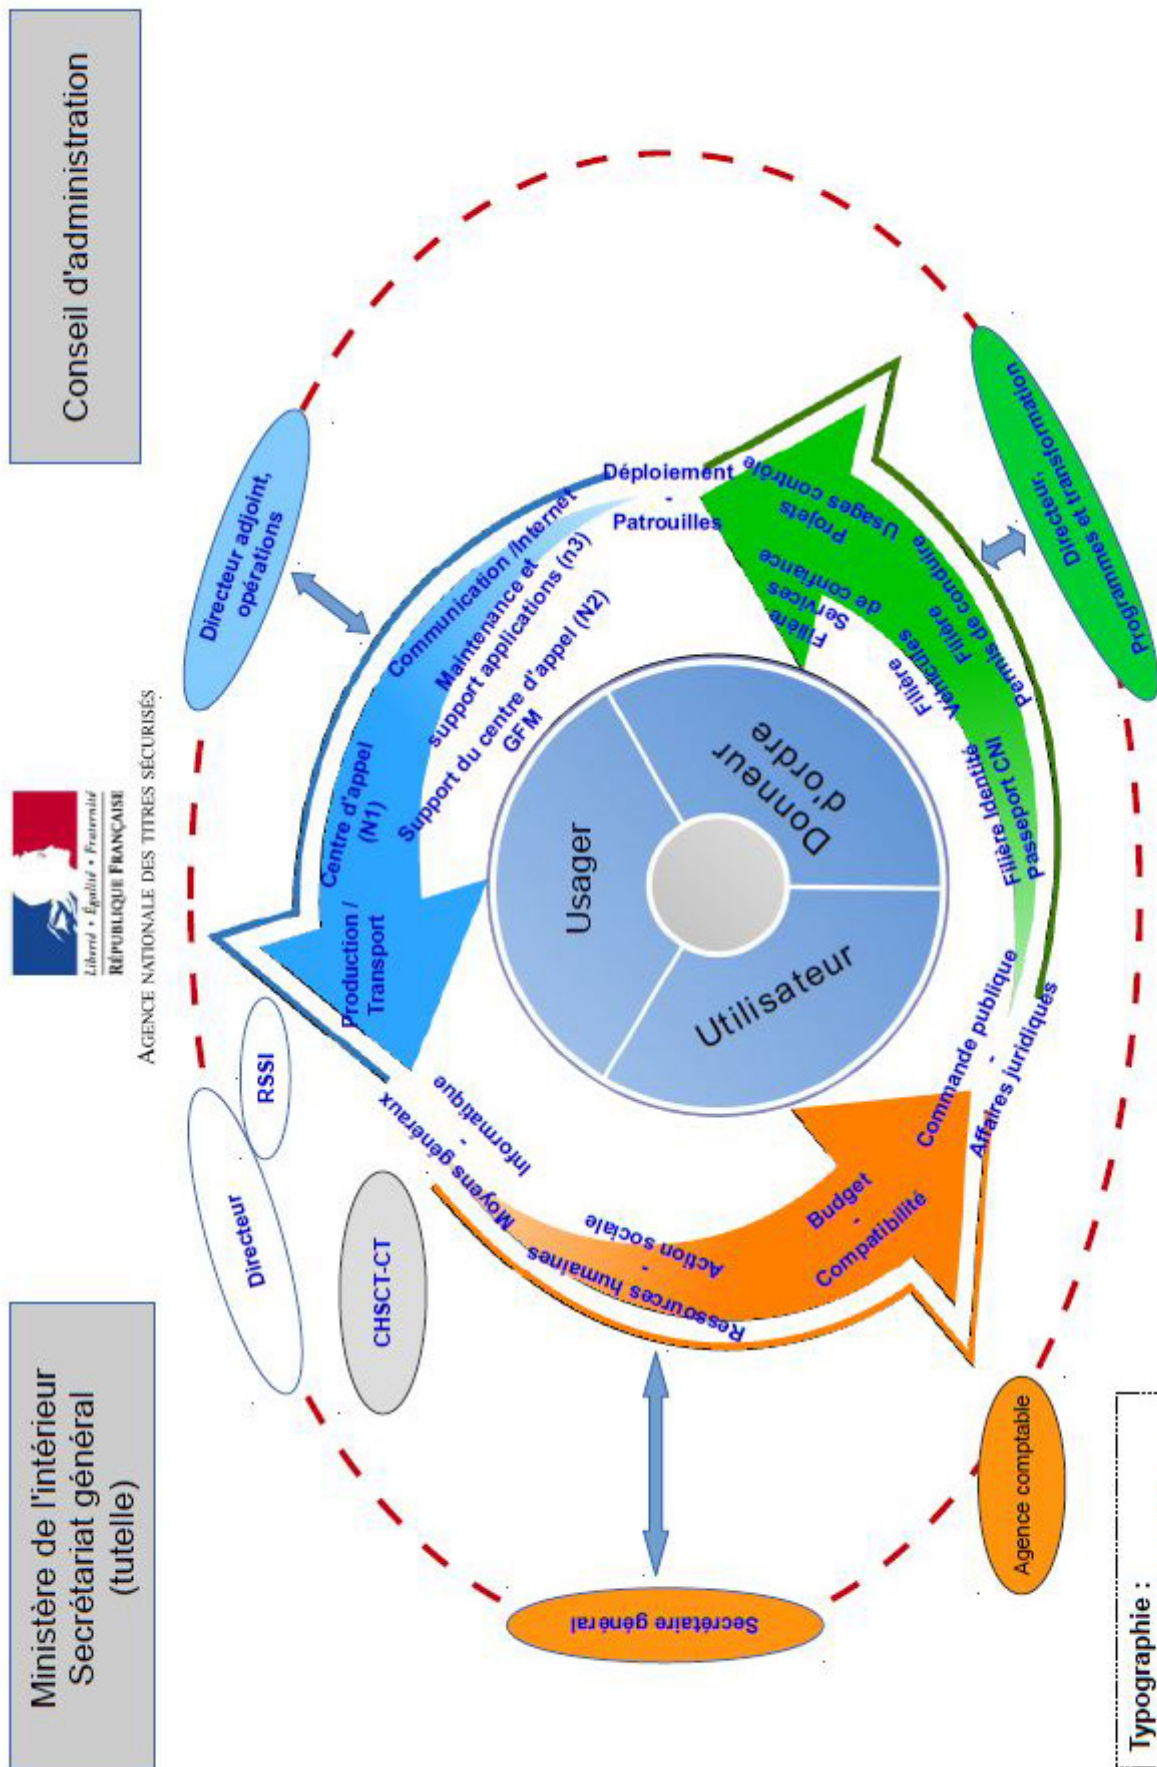 Ministère de l'intérieur
Secrétariat général
(tutelle)
Liberté • Égalité • Fraternité
RÉPUBLIQUE FRANÇAISE
AGENCE NATIONALE DES TITRES SÉCURISÉS
Conseil d'administration
Directeur
RSSI
CHSCT-CT
Directeur adjoint,
opérations
Production /
Transport
Centre d'appel
(N1)
Communication /Internet
Maintenance et
support applications (n3)
Support du centre d'appel (N2)
GFM
Déploiement
-
Patrouilles
Moyens généraux
-
Informatique
Ressources humaines
-
Action sociale
Budget
-
Compatibilité
Commande publique
-
Affaires juridiques
Usager
Utilisateur
Donneur
d'ordre
Filière
Services
de confiance
Projets
Usages contrôle
Filière
Véhicules
Filière
Permis de conduire
Filière Identité
Passeport CNI
Secrétaire général
Agence comptable
Directeur,
Programmes et transformation
Typographie :